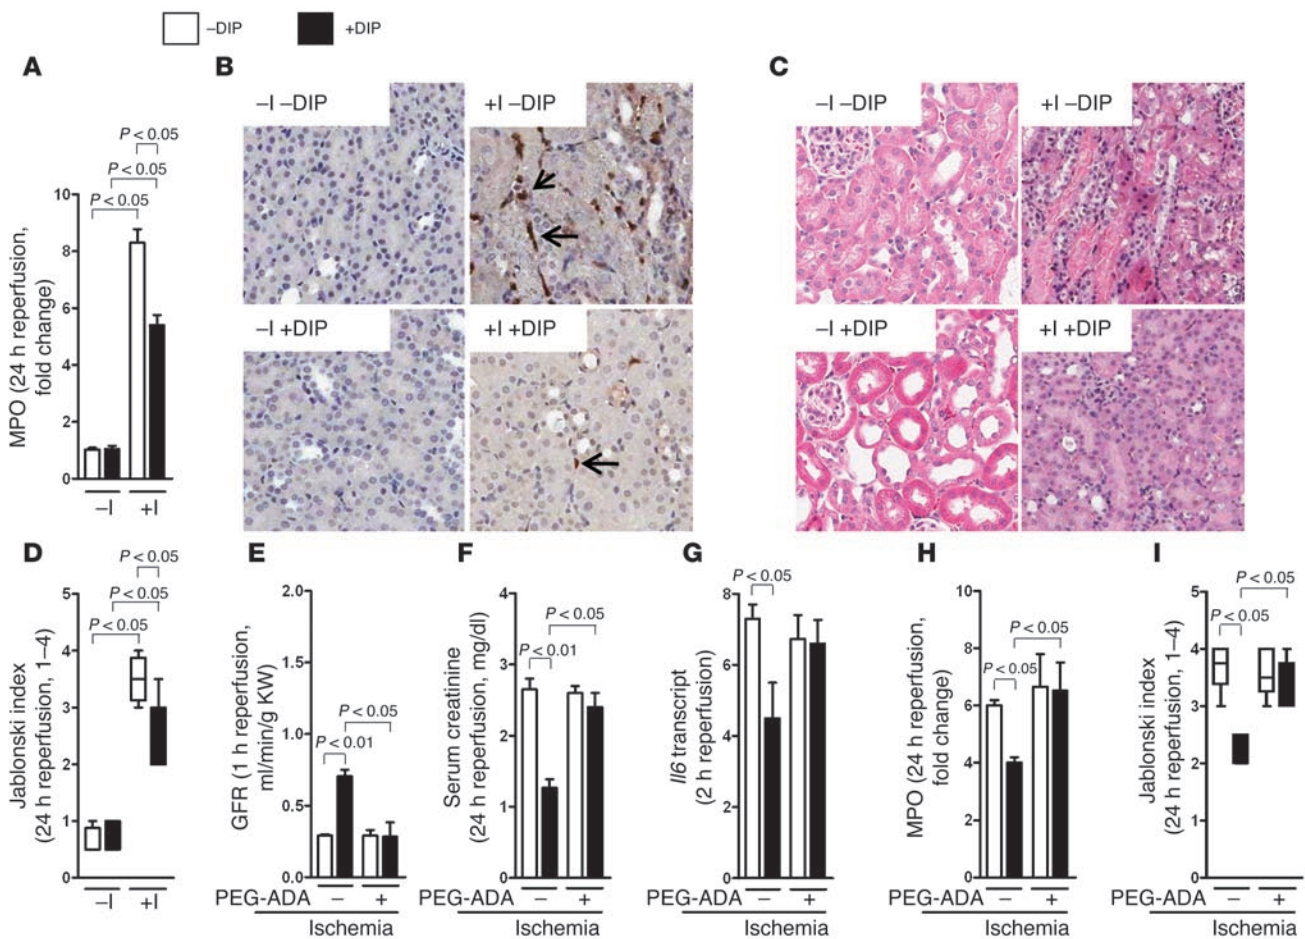 –DIP +DIP
A
MPO (24 h reperfusion,
fold change)
10
8
6
4
2
0
P < 0.05
P < 0.05
P < 0.05
–I +I
B
–I –DIP
+I –DIP
–I +DIP
+I +DIP
C
–I –DIP
+I –DIP
–I +DIP
+I +DIP
D
Jablonski index
(24 h reperfusion, 1–4)
5
4
3
2
1
0
P < 0.05
P < 0.05
P < 0.05
–I +I
E
GFR (1 h reperfusion,
ml/min/g KW)
2.0
1.5
1.0
0.5
0.0
P < 0.05
P < 0.01
PEG-ADA – +
Ischemia
F
Serum creatinine
(24 h reperfusion, mg/dl)
4
3
2
1
0
P < 0.05
P < 0.01
PEG-ADA – +
Ischemia
G
Il6 transcript
(2 h reperfusion)
8
6
4
2
0
P < 0.05
PEG-ADA – +
Ischemia
H
MPO (24 h reperfusion,
fold change)
10
8
6
4
2
0
P < 0.05
P < 0.05
– +
Ischemia
I
Jablonski index
(24 h reperfusion, 1–4)
5
4
3
2
1
0
P < 0.05
P < 0.05
– +
Ischemia